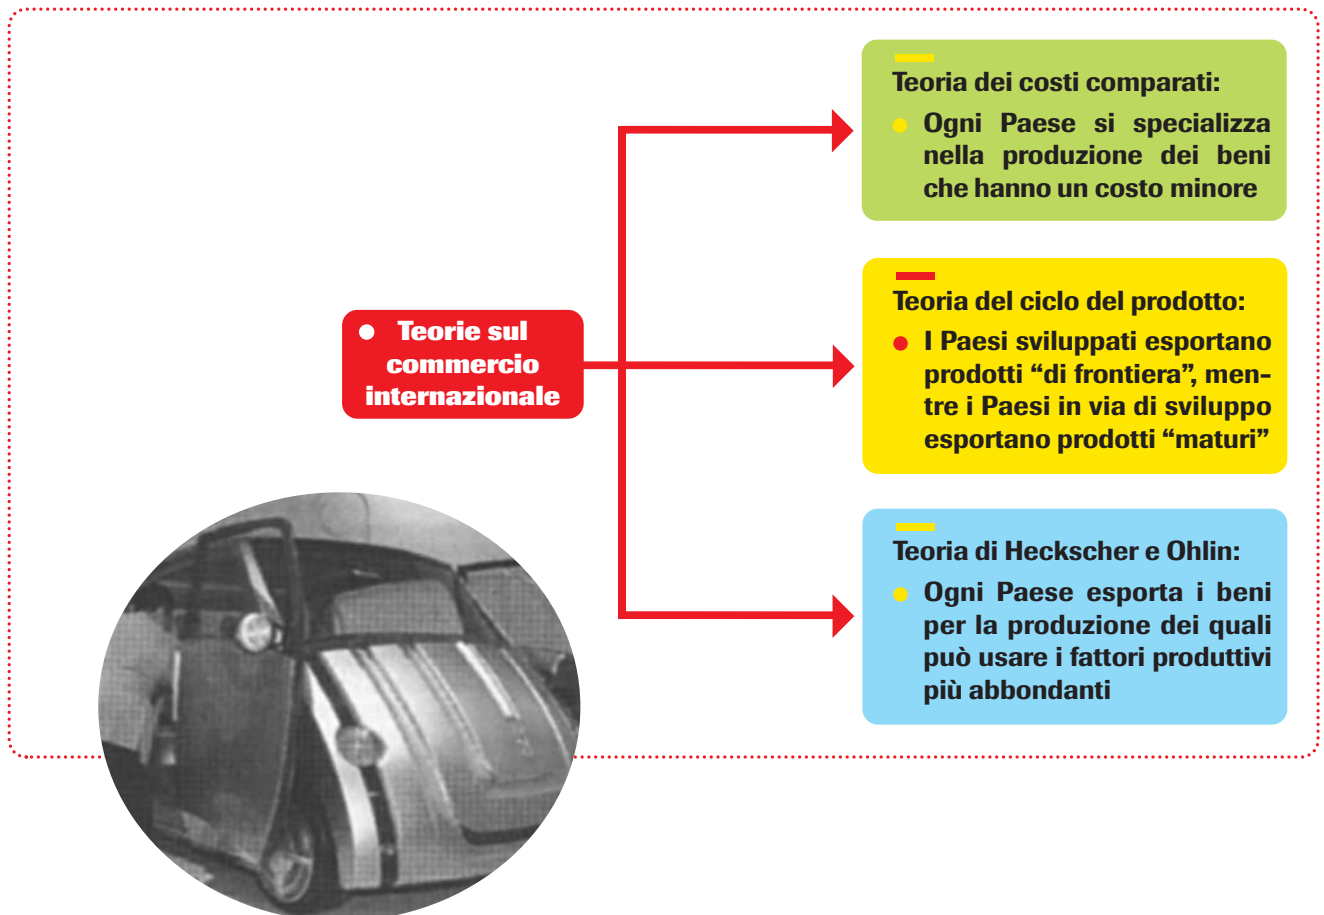 Teoria dei costi comparati:
● Ogni Paese si specializza
nella produzione dei beni
che hanno un costo minore
Teoria del ciclo del prodotto:
● I Paesi sviluppati esportano
prodotti “di frontiera”, men-
tre i Paesi in via di sviluppo
esportano prodotti “maturi”
● Teorie sul
commercio
internazionale
Teoria di Heckscher e Ohlin:
● Ogni Paese esporta i beni
per la produzione dei quali
può usare i fattori produttivi
più abbondanti